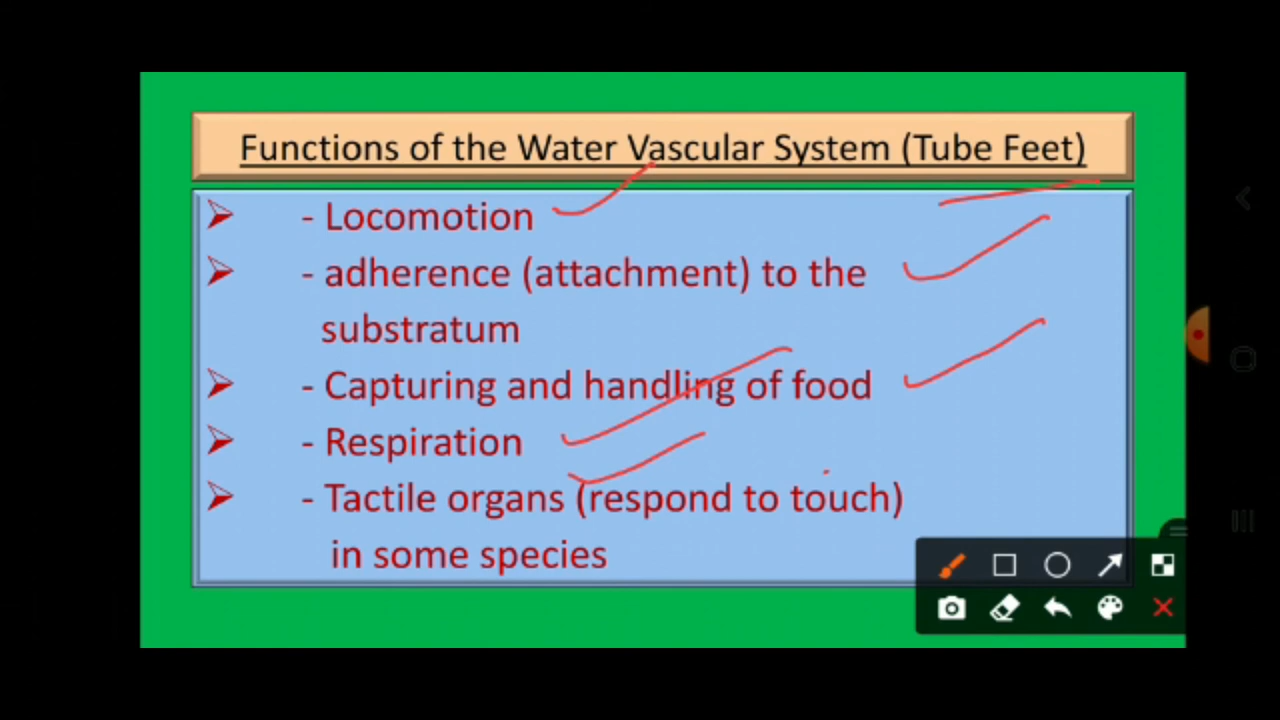 Functions of the Water Vascular System (Tube Feet)
- Locomotion
- adherence (attachment) to the
substratum
- Capturing and handling of food
- Respiration
- Tactile organs (respond to touch)
in some species